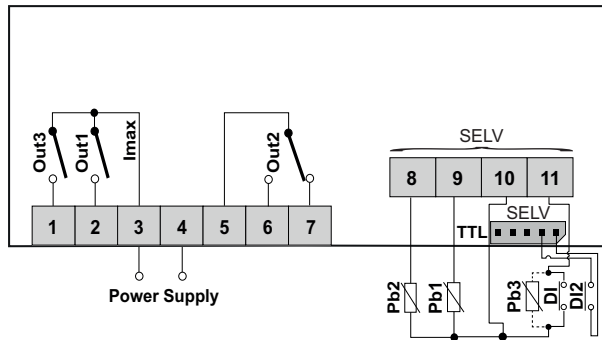 Out3
Out1
Imax
Out2
SELV
8 9 10 11
1 2 3 4 5 6 7
SELV
TTL
Power Supply
Pb2
Pb1
Pb3
DI
DI2